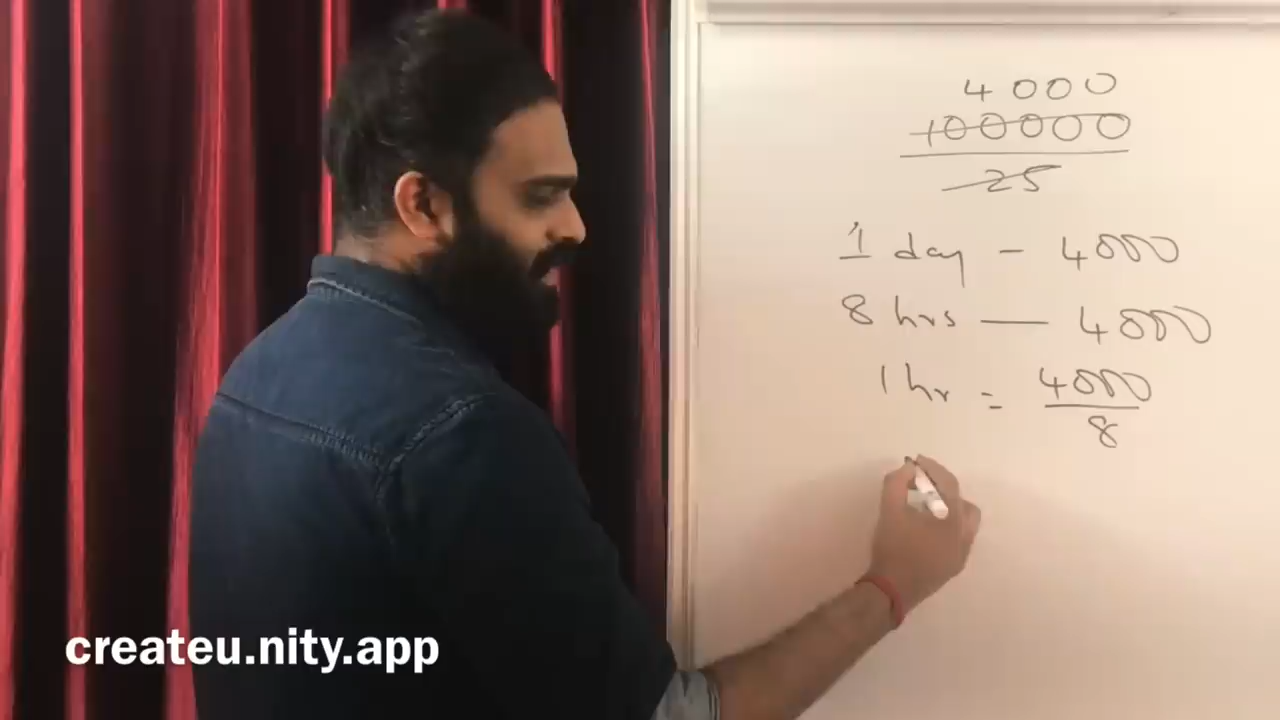 4000
100000
25
1 day - 4000
8 hrs — 4000
1 hr = 4000
8
createu.nity.app